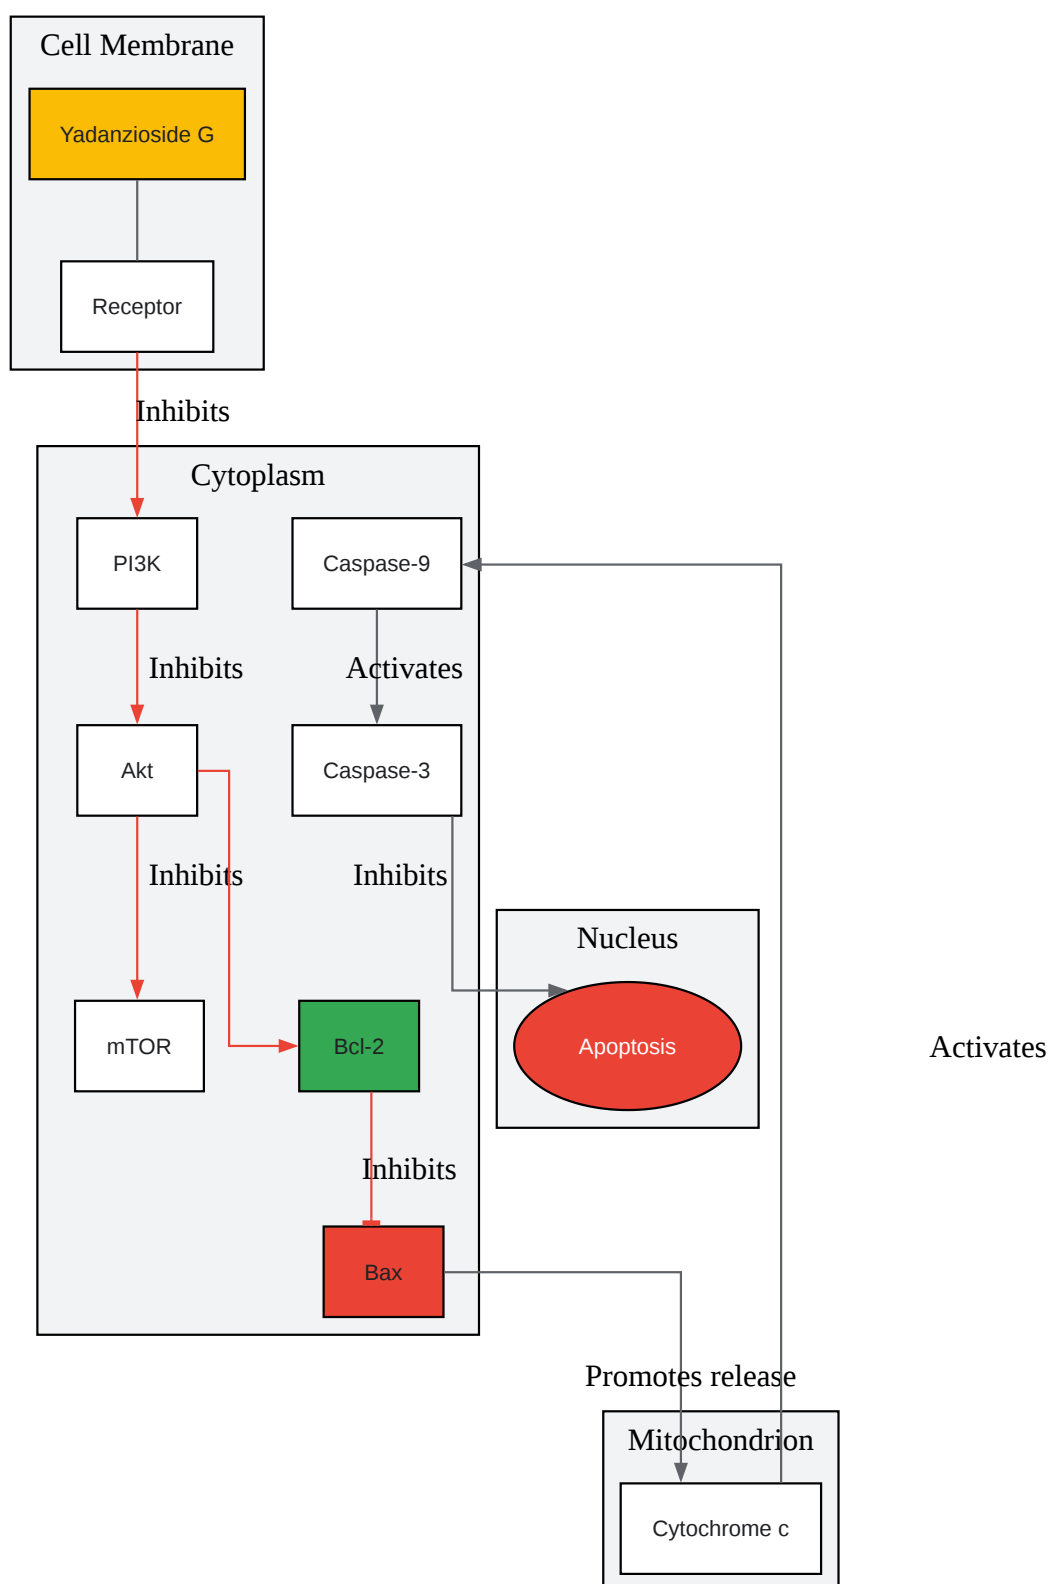 Cell Membrane
Yadanzioside G
Receptor
Inhibits
Cytoplasm
PI3K
Caspase-9
Inhibits
Activates
Akt
Caspase-3
Inhibits
Inhibits
Nucleus
mTOR
Bcl-2
Apoptosis
Activates
Inhibits
Bax
Promotes release
Mitochondrion
Cytochrome c